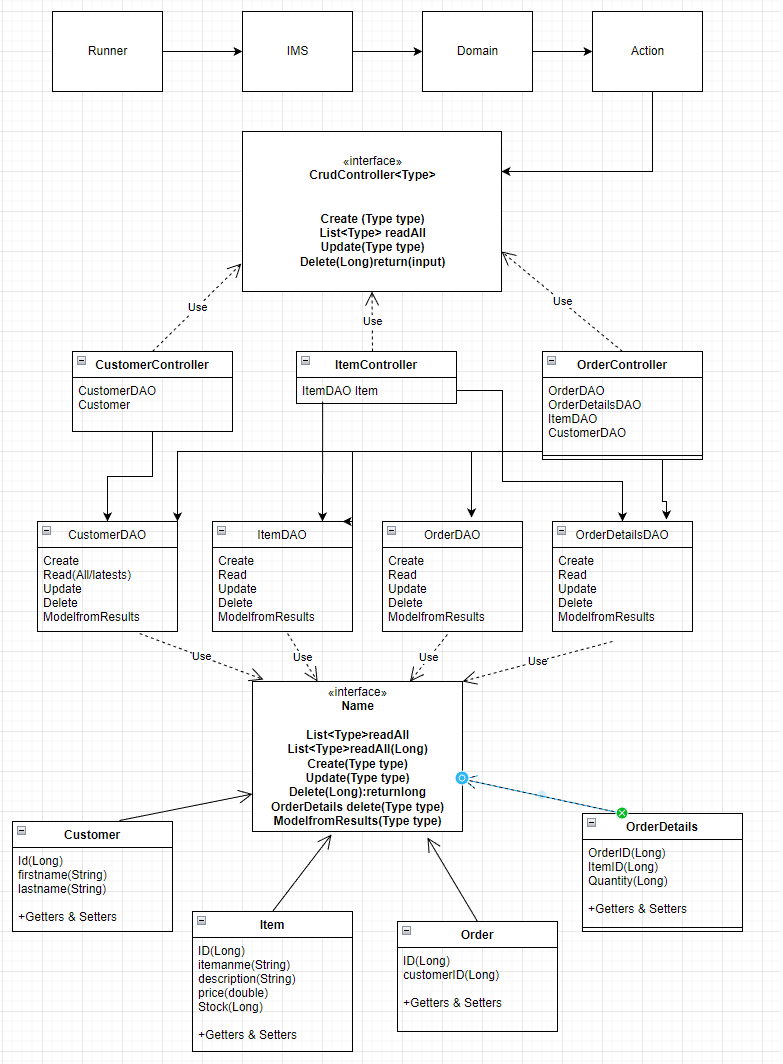 Runner
IMS
Domain
Action
«interface»
CrudController<Type>
Create (Type type)
List<Type> readAll
Update(Type type)
Delete(Long)return(input)
Use
Use
Use
CustomerController
CustomerDAO
Customer
ItemController
ItemDAO Item
OrderController
OrderDAO
OrderDetailsDAO
ItemDAO
CustomerDAO
CustomerDAO
Create
Read(All/latests)
Update
Delete
ModelfromResults
ItemDAO
Create
Read
Update
Delete
ModelfromResults
OrderDAO
Create
Read
Update
Delete
ModelfromResults
OrderDetailsDAO
Create
Read
Update
Delete
ModelfromResults
Use
Use
Use
Use
«interface»
Name
List<Type>readAll
List<Type>readAll(Long)
Create(Type type)
Update(Type type)
Delete(Long):returnlong
OrderDetails delete(Type type)
ModelfromResults(Type type)
Customer
Id(Long)
firstname(String)
lastname(String)
+Getters & Setters
Item
ID(Long)
itemanme(String)
description(String)
price(double)
Stock(Long)
+Getters & Setters
Order
ID(Long)
customerID(Long)
+Getters & Setters
OrderDetails
OrderID(Long)
ItemID(Long)
Quantity(Long)
+Getters & Setters